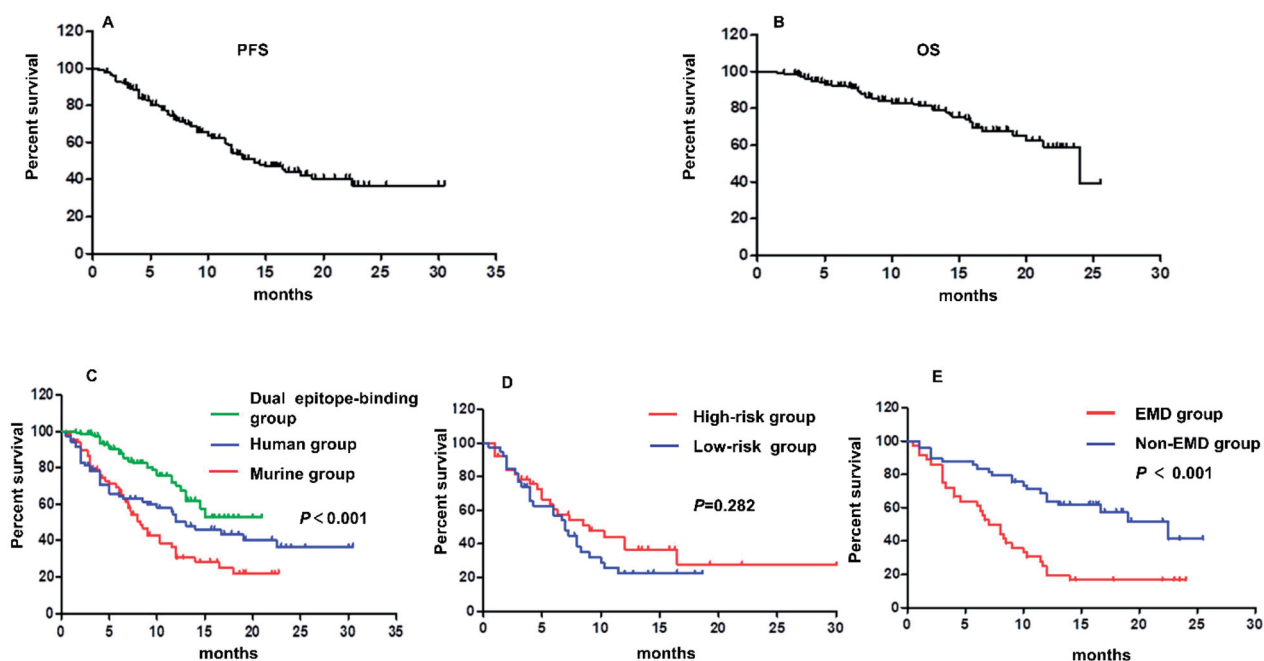 A
PFS
Percent survival
120
100
80
60
40
20
0
0 5 10 15 20 25 30 35
months
B
OS
Percent survival
120
100
80
60
40
20
0
0 5 10 15 20 25 30
months
C
Percent survival
120
100
80
60
40
20
0
Dual epitope-binding
group
Human group
Murine group
P<0.001
0 5 10 15 20 25 30 35
months
D
Percent survival
120
100
80
60
40
20
0
High-risk group
Low-risk group
P=0.282
0 5 10 15 20 25 30
months
E
Percent survival
120
100
80
60
40
20
0
EMD group
Non-EMD group
P < 0.001
0 5 10 15 20 25 30
months